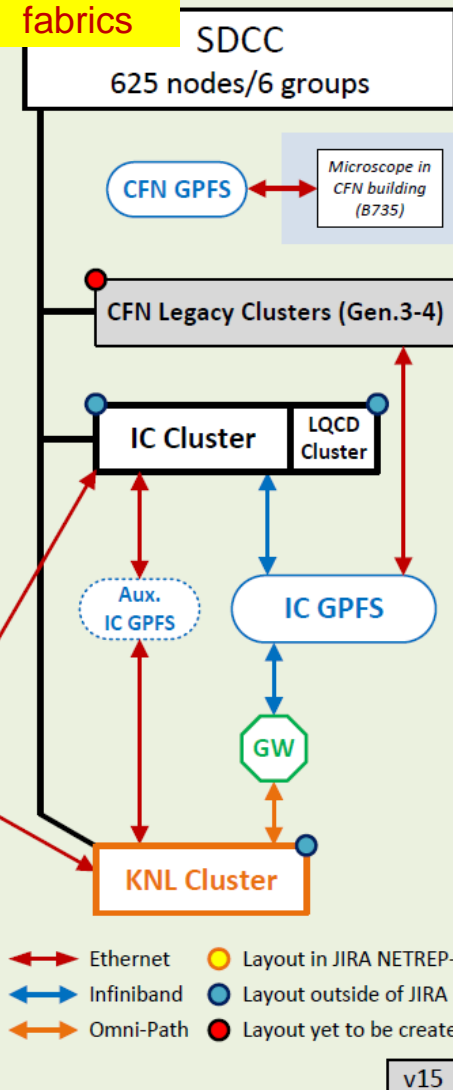 fabrics
SDCC
625 nodes/6 groups
CFN GPFS
Microscope in
CFN building
(B735)
CFN Legacy Clusters (Gen.3-4)
IC Cluster
LQCD
Cluster
Aux.
IC GPFS
IC GPFS
GW
KNL Cluster
Ethernet
Layout in JIRA NETREP-
Infiniband
Layout outside of JIRA
Omni-Path
Layout yet to be create
v15